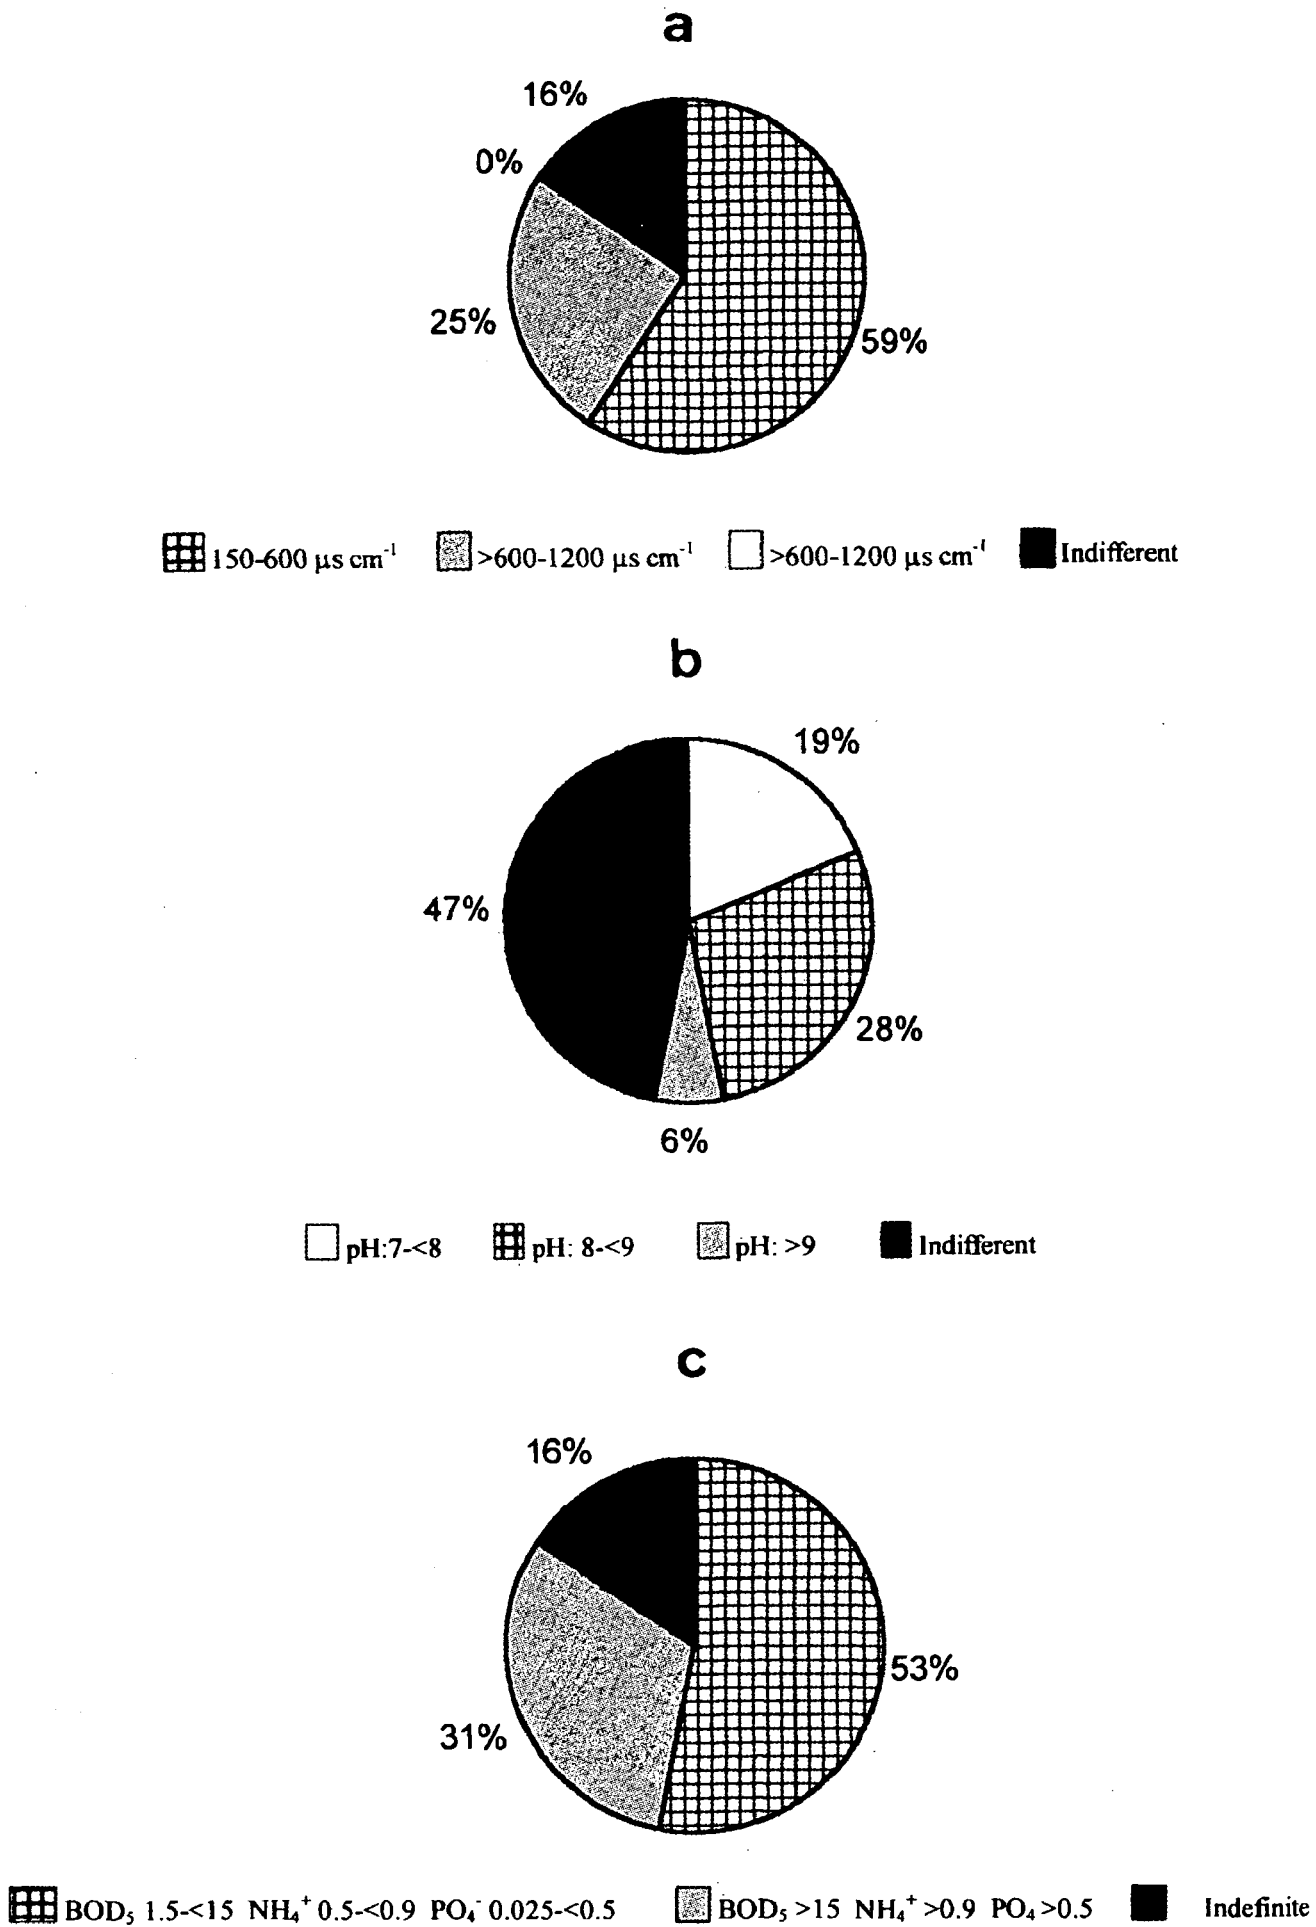 a
16%
0%
25%
59%
150-600 μs cm⁻¹ >600-1200 μs cm⁻¹ >600-1200 μs cm⁻¹ Indifferent
b
19%
47%
28%
6%
pH:7-<8 pH: 8-<9 pH: >9 Indifferent
c
16%
53%
31%
BOD₅ 1.5-<15 NH₄⁺ 0.5-<0.9 PO₄⁻ 0.025-<0.5 BOD₅ >15 NH₄⁺ >0.9 PO₄ >0.5 Indefinite